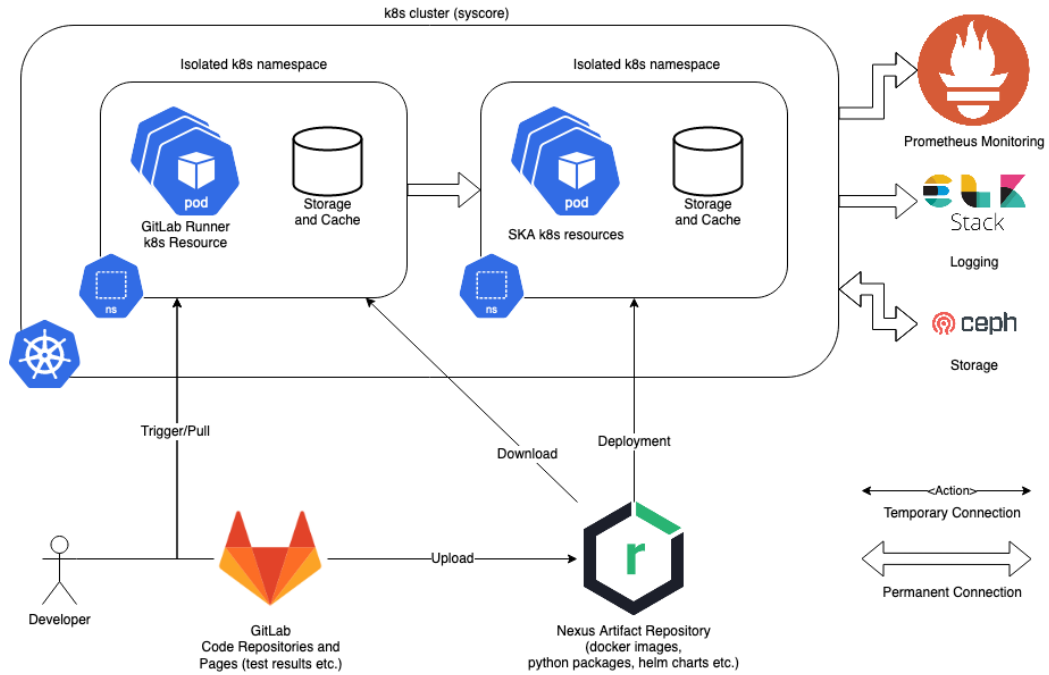 k8s cluster (syscore)
Isolated k8s namespace
Isolated k8s namespace
pod
GitLab Runner
k8s Resource
Storage
and Cache
ns
pod
SKA k8s resources
Storage
and Cache
ns
Prometheus Monitoring
ELK
Stack
Logging
ceph
Storage
Trigger/Pull
Download
Deployment
Upload
Developer
GitLab
Code Repositories and
Pages (test results etc.)
r
Nexus Artifact Repository
(docker images,
python packages, helm charts etc.)
<Action>
Temporary Connection
Permanent Connection